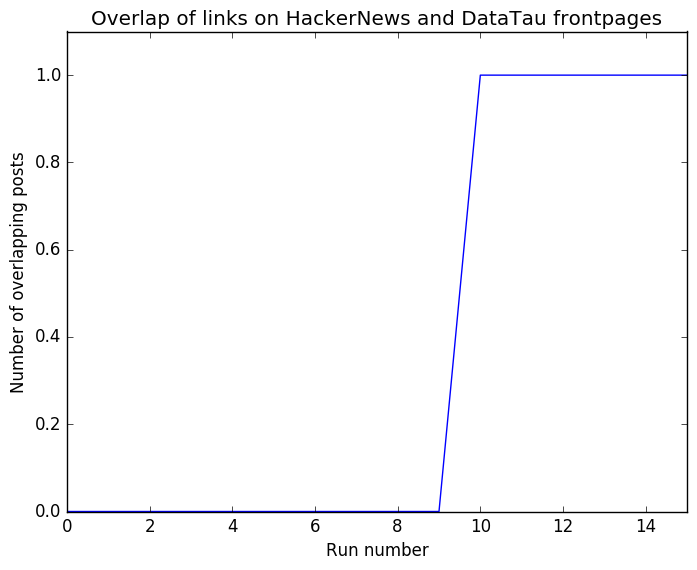 Overlap of links on HackerNews and DataTau frontpages
1.0
0.8
0.6
0.4
0.2
0.0
Number of overlapping posts
0 2 4 6 8 10 12 14
Run number